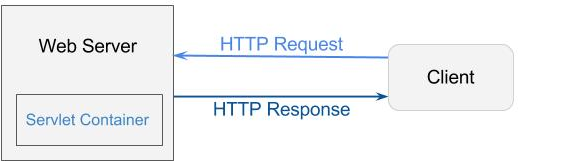 Web Server
HTTP Request
Client
Servlet Container
HTTP Response